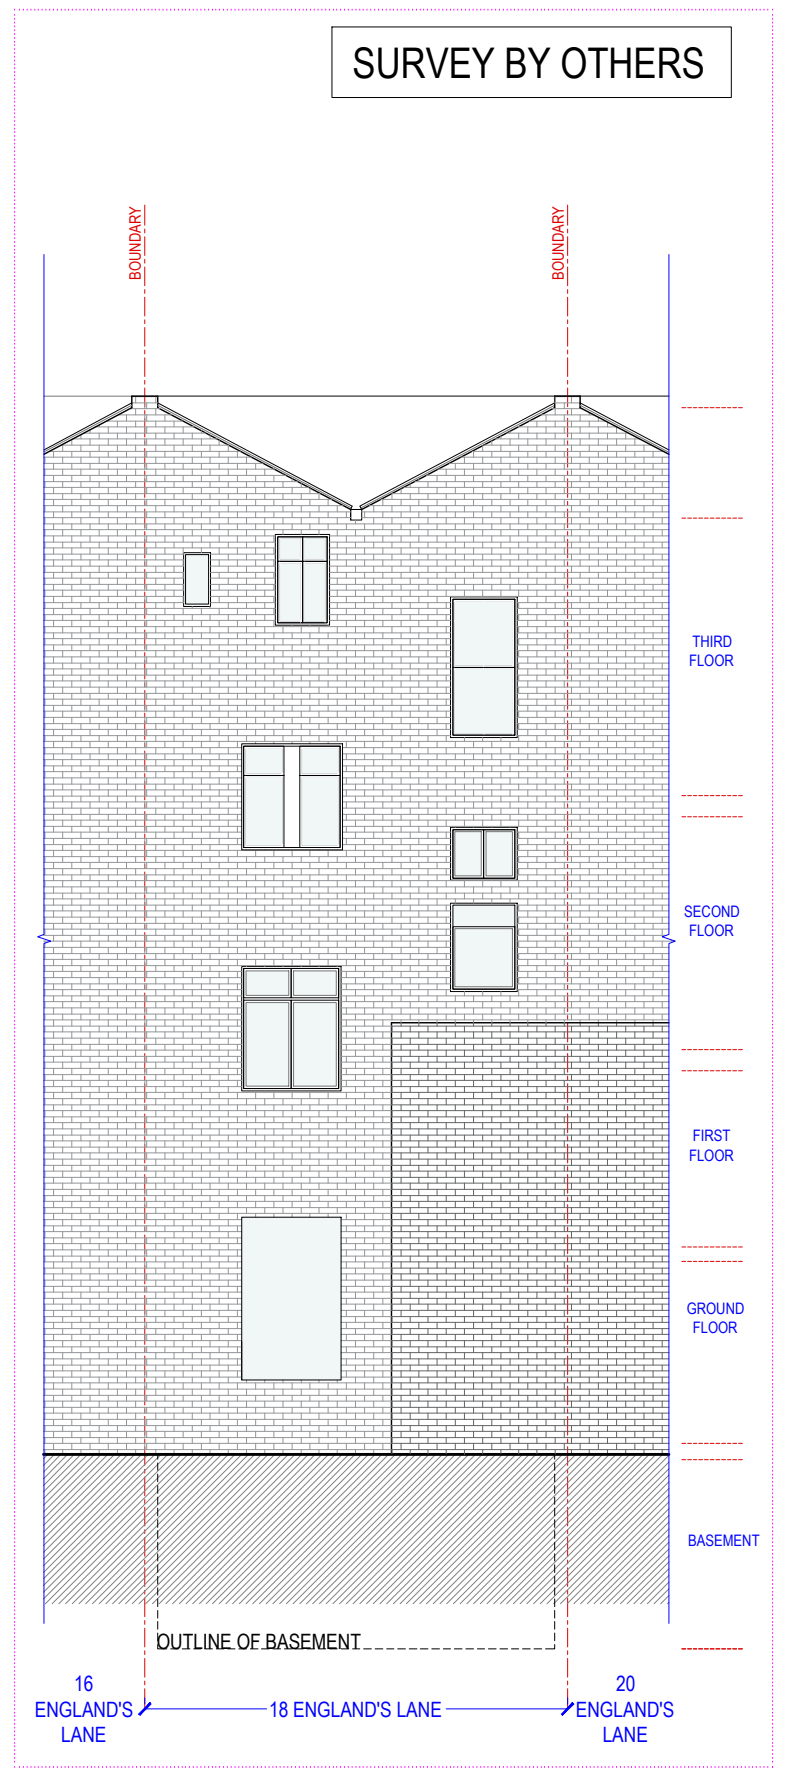 SURVEY BY OTHERS
BOUNDARY
BOUNDARY
THIRD
FLOOR
SECOND
FLOOR
FIRST
FLOOR
GROUND
FLOOR
BASEMENT
OUTLINE OF BASEMENT
16
ENGLAND'S
LANE
18 ENGLAND'S LANE
20
ENGLAND'S
LANE